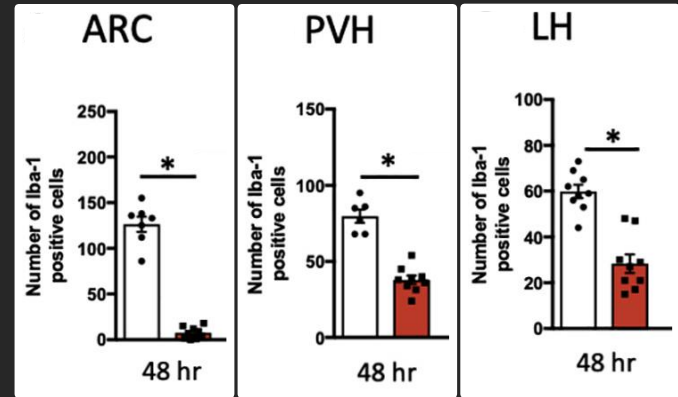 ARC
Number of Iba-1
positive cells
250
200
150
100
50
0
*
48 hr
PVH
Number of Iba-1
positive cells
150
100
50
0
*
48 hr
LH
Number of Iba-1
positive cells
100
80
60
40
20
0
*
48 hr